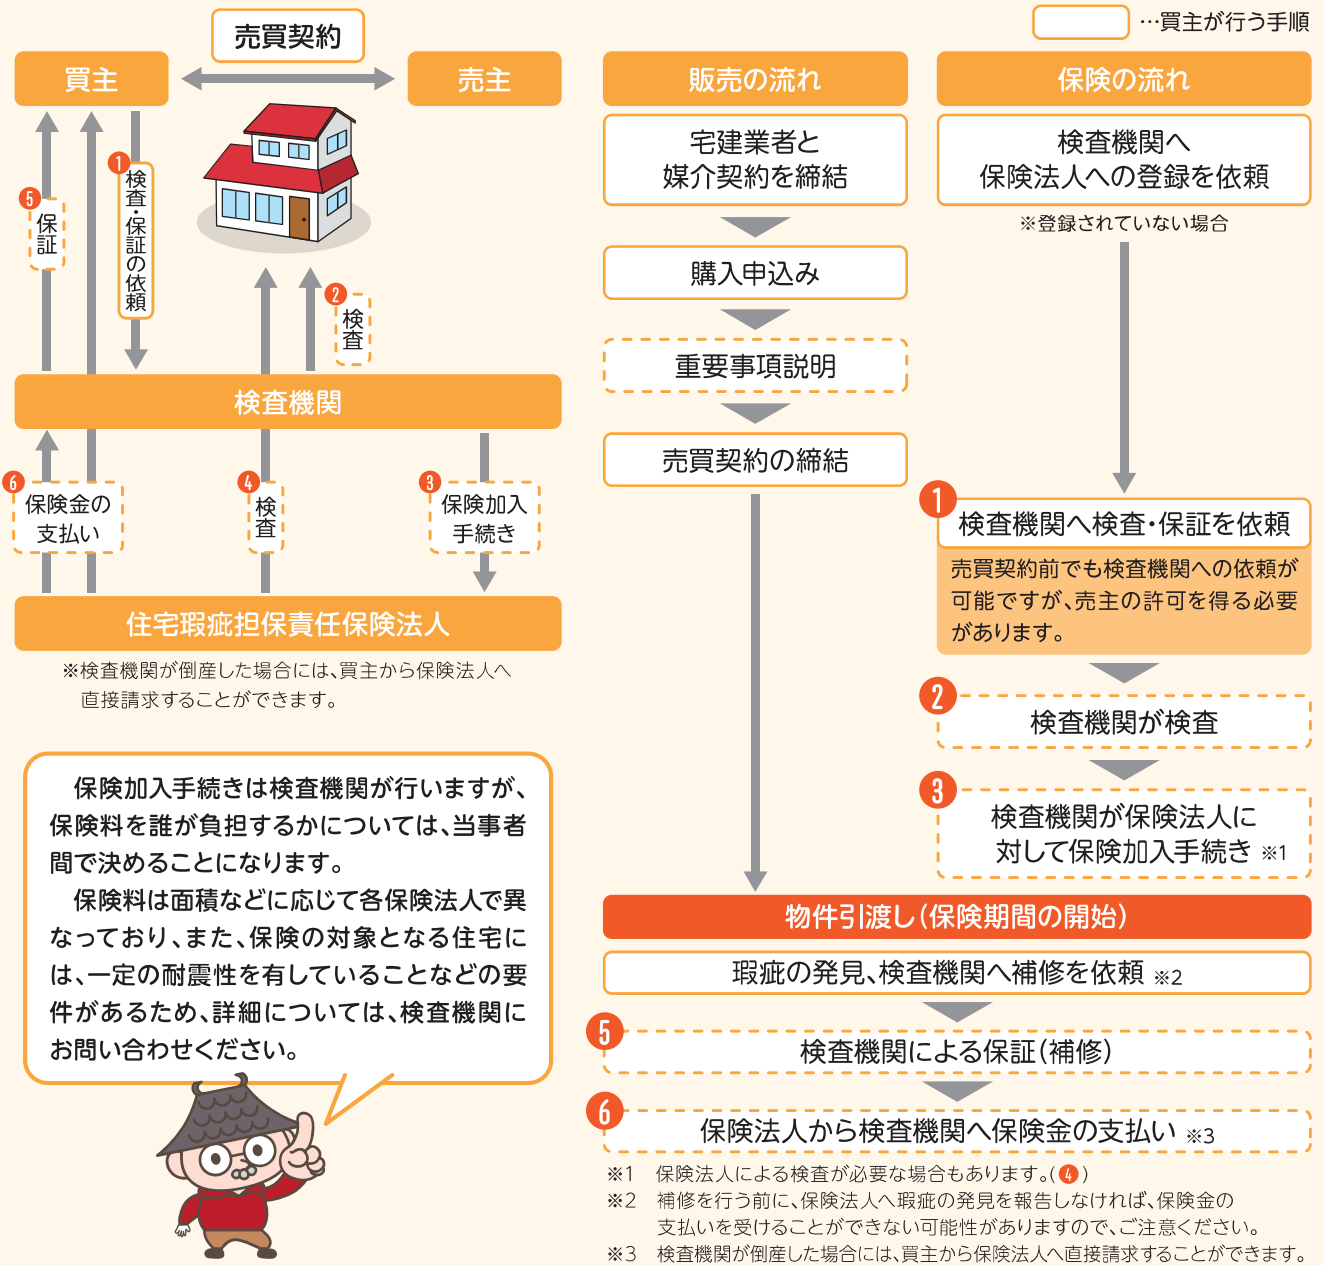 売買契約
買主
売主
❶
検査・保証の依頼
❺
保証
❷
検査
検査機関
❻
保険金の
支払い
❹
検査
❸
保険加入
手続き
住宅瑕疵担保責任保険法人
※検査機関が倒産した場合には、買主から保険法人へ
直接請求することができます。
保険加入手続きは検査機関が行いますが、
保険料を誰が負担するかについては、当事者
間で決めることになります。
保険料は面積などに応じて各保険法人で異
なっており、また、保険の対象となる住宅に
は、一定の耐震性を有していることなどの要
件があるため、詳細については、検査機関に
お問い合わせください。
…買主が行う手順
販売の流れ
宅建業者と
媒介契約を締結
購入申込み
重要事項説明
売買契約の締結
保険の流れ
検査機関へ
保険法人への登録を依頼
※登録されていない場合
❶
検査機関へ検査・保証を依頼
売買契約前でも検査機関への依頼が
可能ですが、売主の許可を得る必要
があります。
❷
検査機関が検査
❸
検査機関が保険法人に
対して保険加入手続き ※1
物件引渡し(保険期間の開始)
瑕疵の発見、検査機関へ補修を依頼 ※2
❺
検査機関による保証(補修)
❻
保険法人から検査機関へ保険金の支払い ※3
※1 保険法人による検査が必要な場合もあります。(❹)
※2 補修を行う前に、保険法人へ瑕疵の発見を報告しなければ、保険金の
支払いを受けることができない可能性がありますので、ご注意ください。
※3 検査機関が倒産した場合には、買主から保険法人へ直接請求することができます。